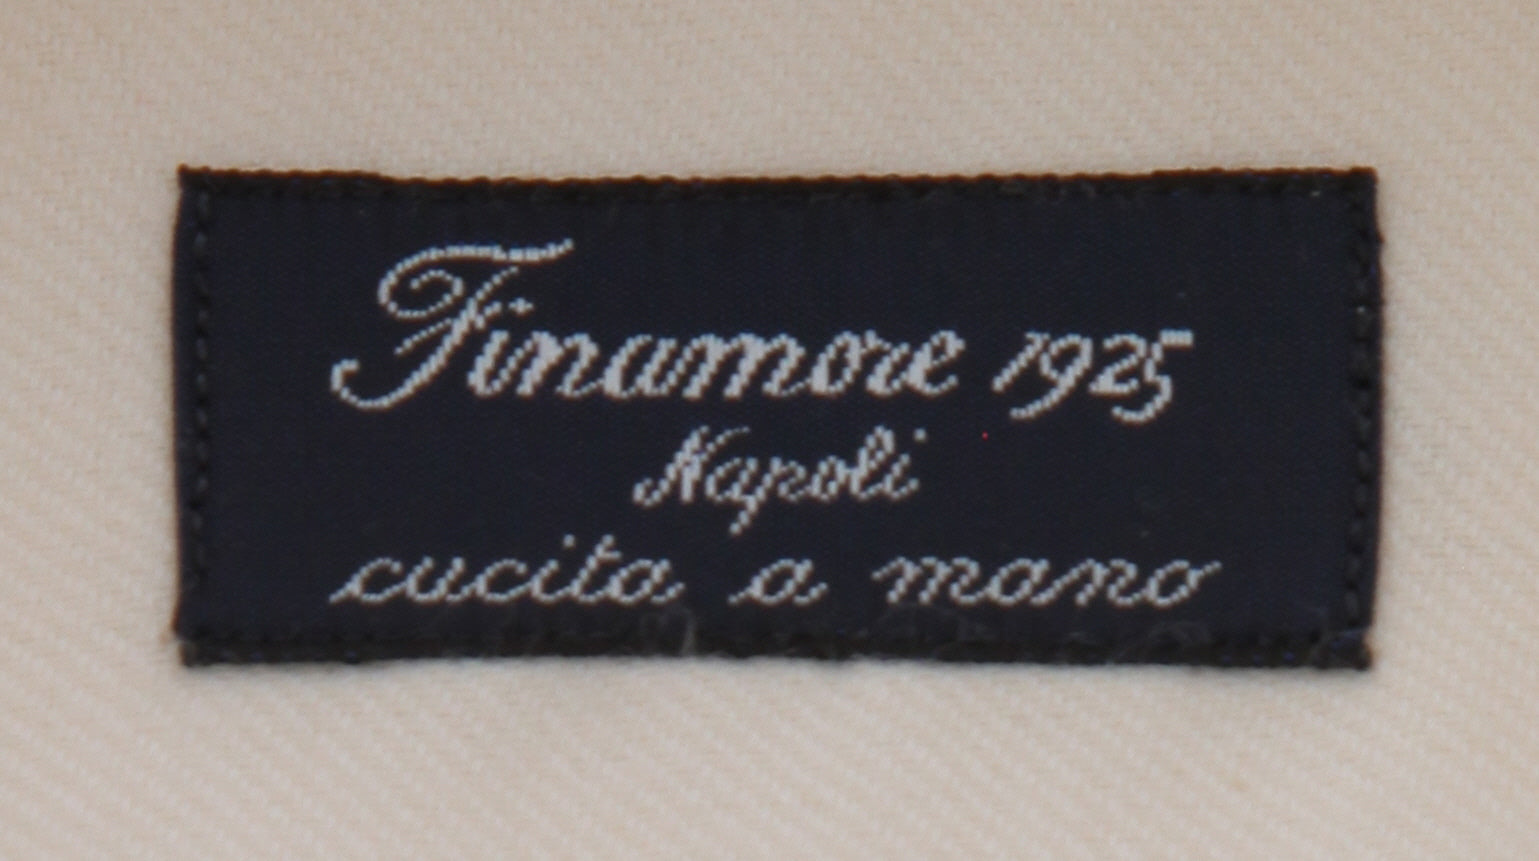 Finamore 1925
Napoli
cucita a mano